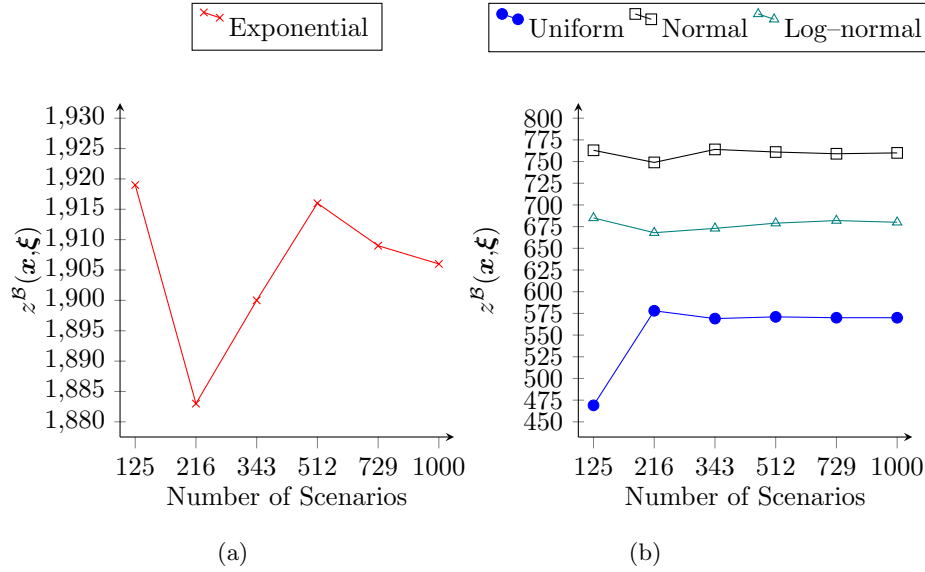 Exponential
1,930
1,925
1,920
1,915
1,910
1,905
1,900
1,895
1,890
1,885
1,880
z^ℬ(𝒙,𝝃)
125 216 343 512 729 1000
Number of Scenarios
(a)
Uniform Normal Log–normal
800
775
750
725
700
675
650
625
600
575
550
525
500
475
450
z^ℬ(𝒙,𝝃)
125 216 343 512 729 1000
Number of Scenarios
(b)